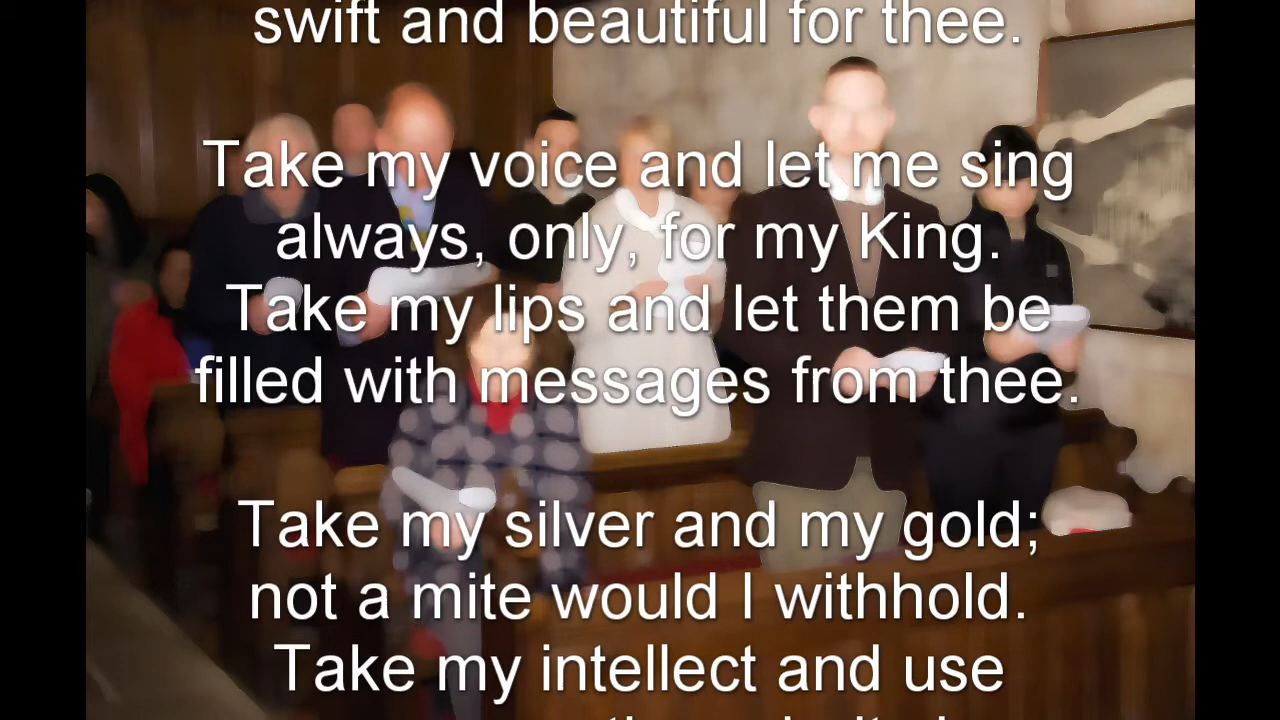 swift and beautiful for thee.
Take my voice and let me sing
always, only, for my King.
Take my lips and let them be
filled with messages from thee.
Take my silver and my gold;
not a mite would I withhold.
Take my intellect and use